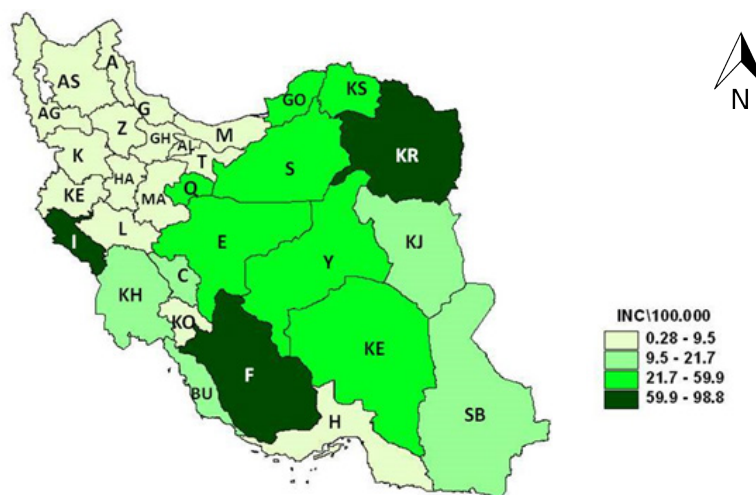 N
A
AS
GO
KS
G
AG
Z
M
GH
AL
T
KR
K
HA
S
KE
MA
Q
I
L
E
KJ
Y
C
KH
KO
KE
F
BU
H
SB
INC\100.000
0.28 - 9.5
9.5 - 21.7
21.7 - 59.9
59.9 - 98.8